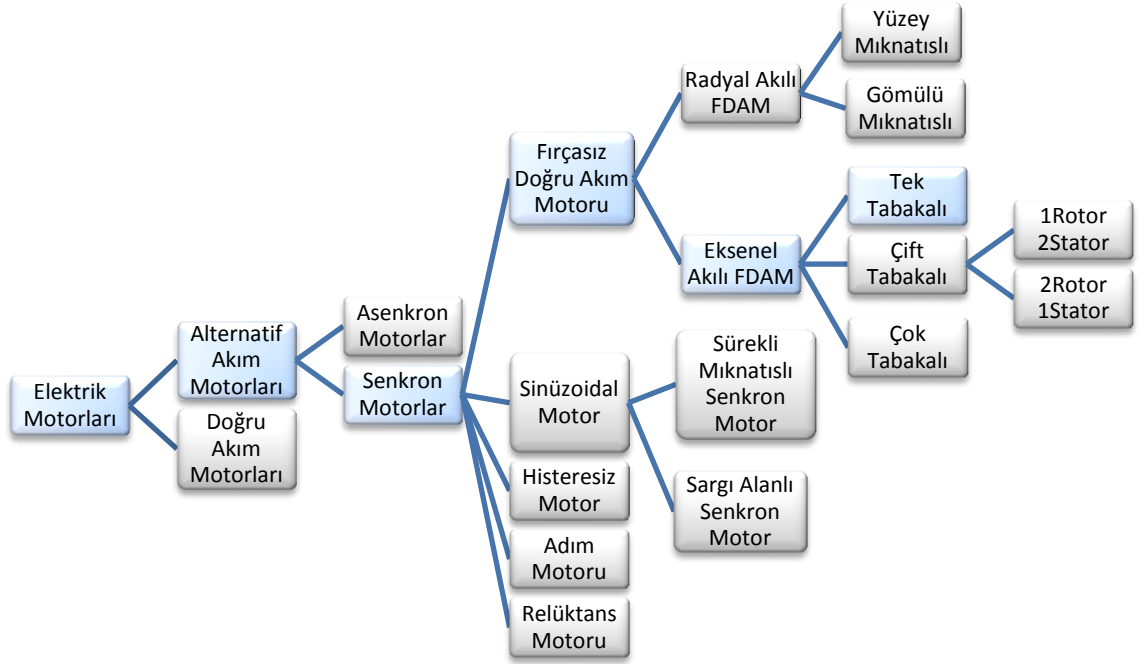 Elektrik
Motorları
Alternatif
Akım
Motorları
Doğru
Akım
Motorları
Asenkron
Motorlar
Senkron
Motorlar
Fırçasız
Doğru Akım
Motoru
Radyal Akılı
FDAM
Yüzey
Mıknatıslı
Gömülü
Mıknatıslı
Eksenel
Akılı FDAM
Tek
Tabakalı
Çift
Tabakalı
1Rotor
2Stator
2Rotor
1Stator
Çok
Tabakalı
Sinüzoidal
Motor
Sürekli
Mıknatıslı
Senkron
Motor
Sargı Alanlı
Senkron
Motor
Histeresiz
Motor
Adım
Motoru
Relüktans
Motoru